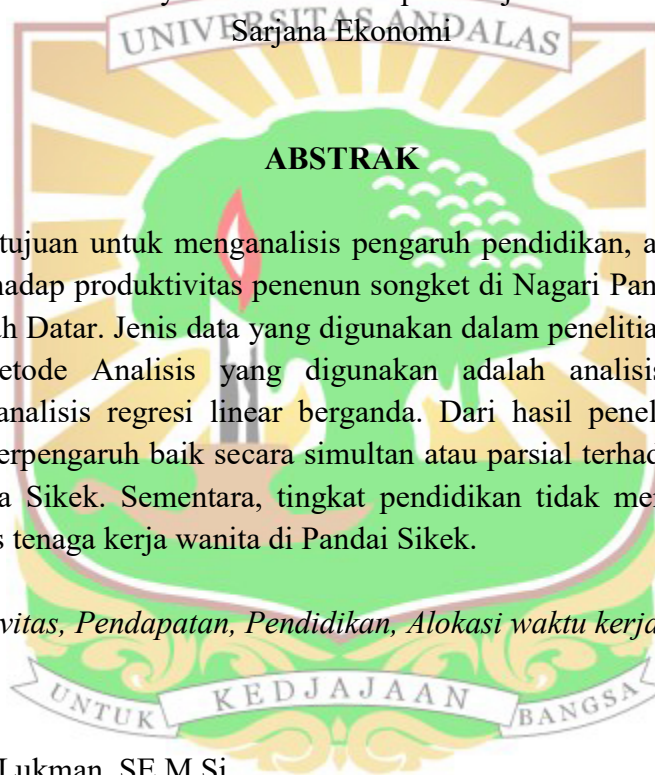 UNIVERSITAS ANDALAS
Sarjana Ekonomi
ABSTRAK
tujuan untuk menganalisis pengaruh pendidikan, a
hadap produktivitas penenun songket di Nagari Pan
ah Datar. Jenis data yang digunakan dalam penelitia
etode Analisis yang digunakan adalah analisis
analisis regresi linear berganda. Dari hasil penel
erpengaruh baik secara simultan atau parsial terhad
a Sikek. Sementara, tingkat pendidikan tidak me
s tenaga kerja wanita di Pandai Sikek.
vitas, Pendapatan, Pendidikan, Alokasi waktu kerja
UNTUK KEDJAJAAN BANGSA
Lukman, SE.M.Si